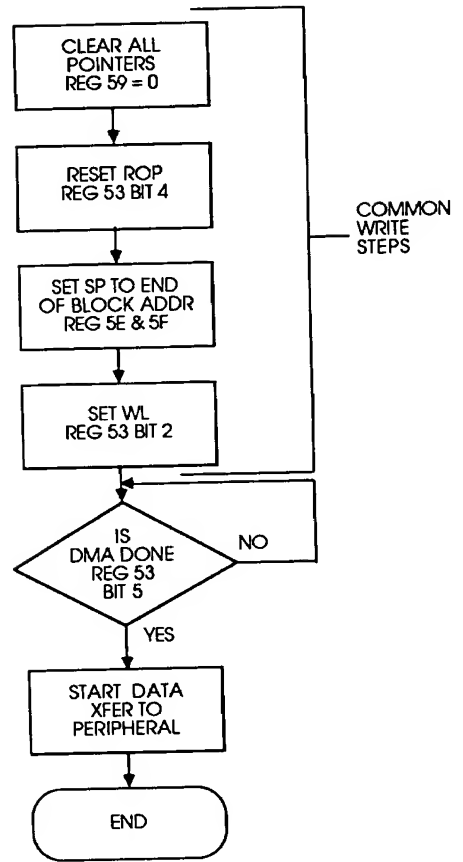 CLEAR ALL
POINTERS
REG 59 = 0
RESET ROP
REG 53 BIT 4
COMMON
WRITE
STEPS
SET SP TO END
OF BLOCK ADDR
REG 5E & 5F
SET WL
REG 53 BIT 2
IS
DMA DONE
REG 53
BIT 5
NO
YES
START DATA
XFER TO
PERIPHERAL
END